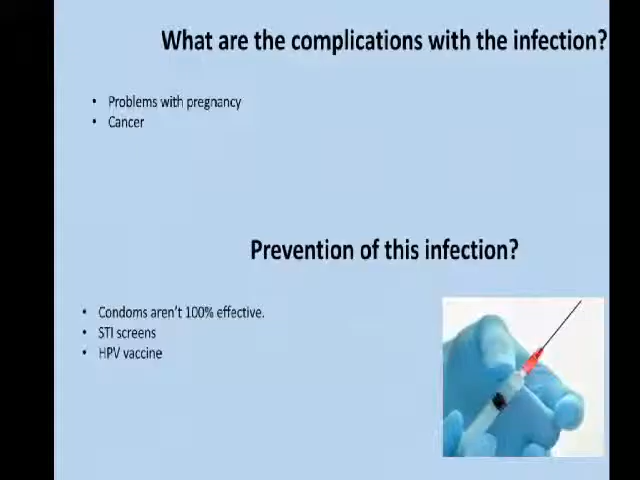 What are the complications with the infection?
• Problems with pregnancy
• Cancer
Prevention of this infection?
• Condoms aren't 100% effective.
• STI screens
• HPV vaccine